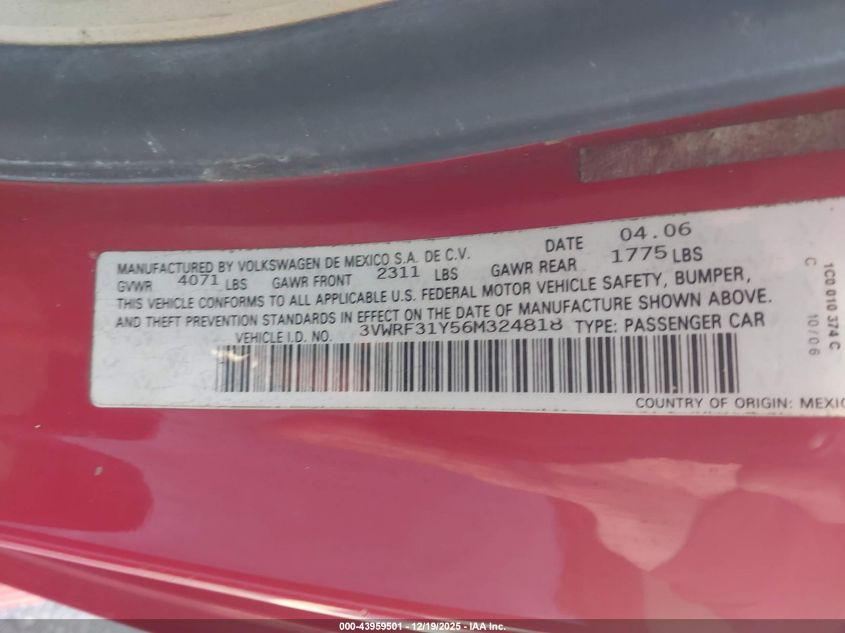 MANUFACTURED BY VOLKSWAGEN DE MEXICO S.A. DE C.V. DATE 04.06
GVWR 4071 LBS GAWR FRONT 2311 LBS GAWR REAR 1775 LBS
THIS VEHICLE CONFORMS TO ALL APPLICABLE U.S. FEDERAL MOTOR VEHICLE SAFETY, BUMPER,
AND THEFT PREVENTION STANDARDS IN EFFECT ON THE DATE OF MANUFACTURE SHOWN ABOVE.
VEHICLE I.D. NO. 3VWRF31Y56M324818 TYPE: PASSENGER CAR
COUNTRY OF ORIGIN: MEXIC
1C0 010 374 C
10/06 C
000-43959501 - 12/19/2025 - IAA Inc.